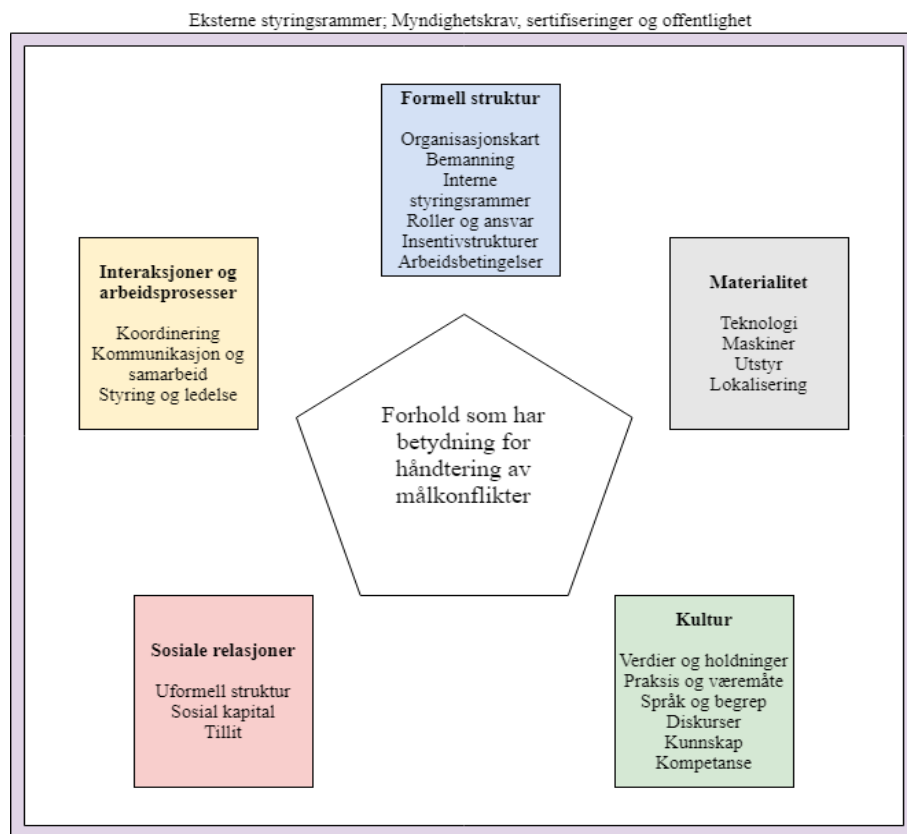 Eksterne styringsrammer; Myndighetskrav, sertifiseringer og offentlighet
Formell struktur
Organisasjonskart
Bemanning
Interne
styringsrammer
Roller og ansvar
Insentivstrukturer
Arbeidsbetingelser
Interaksjoner og
arbeidsprosesser
Koordinering
Kommunikasjon og
samarbeid
Styring og ledelse
Materialitet
Teknologi
Maskiner
Utstyr
Lokalisering
Forhold som har
betydning for
håndtering av
målkonflikter
Sosiale relasjoner
Uformell struktur
Sosial kapital
Tillit
Kultur
Verdier og holdninger
Praksis og væremåte
Språk og begrep
Diskurser
Kunnskap
Kompetanse